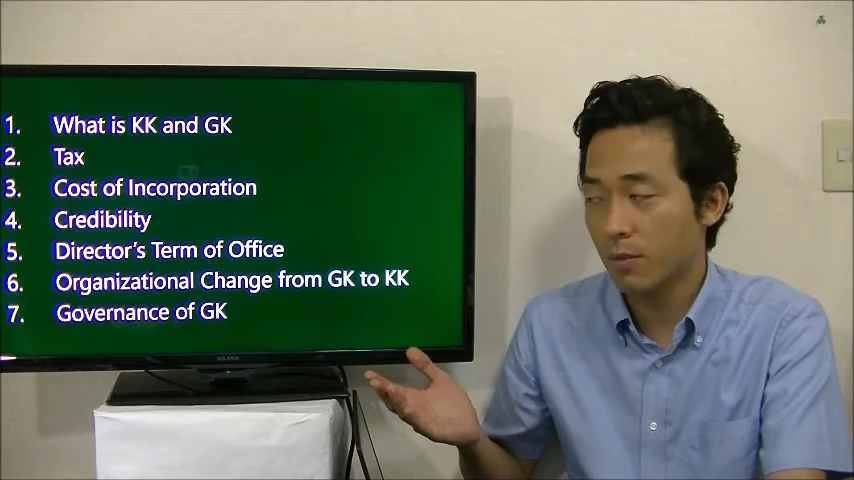 1. What is KK and GK
2. Tax
3. Cost of Incorporation
4. Credibility
5. Director's Term of Office
6. Organizational Change from GK to KK
7. Governance of GK